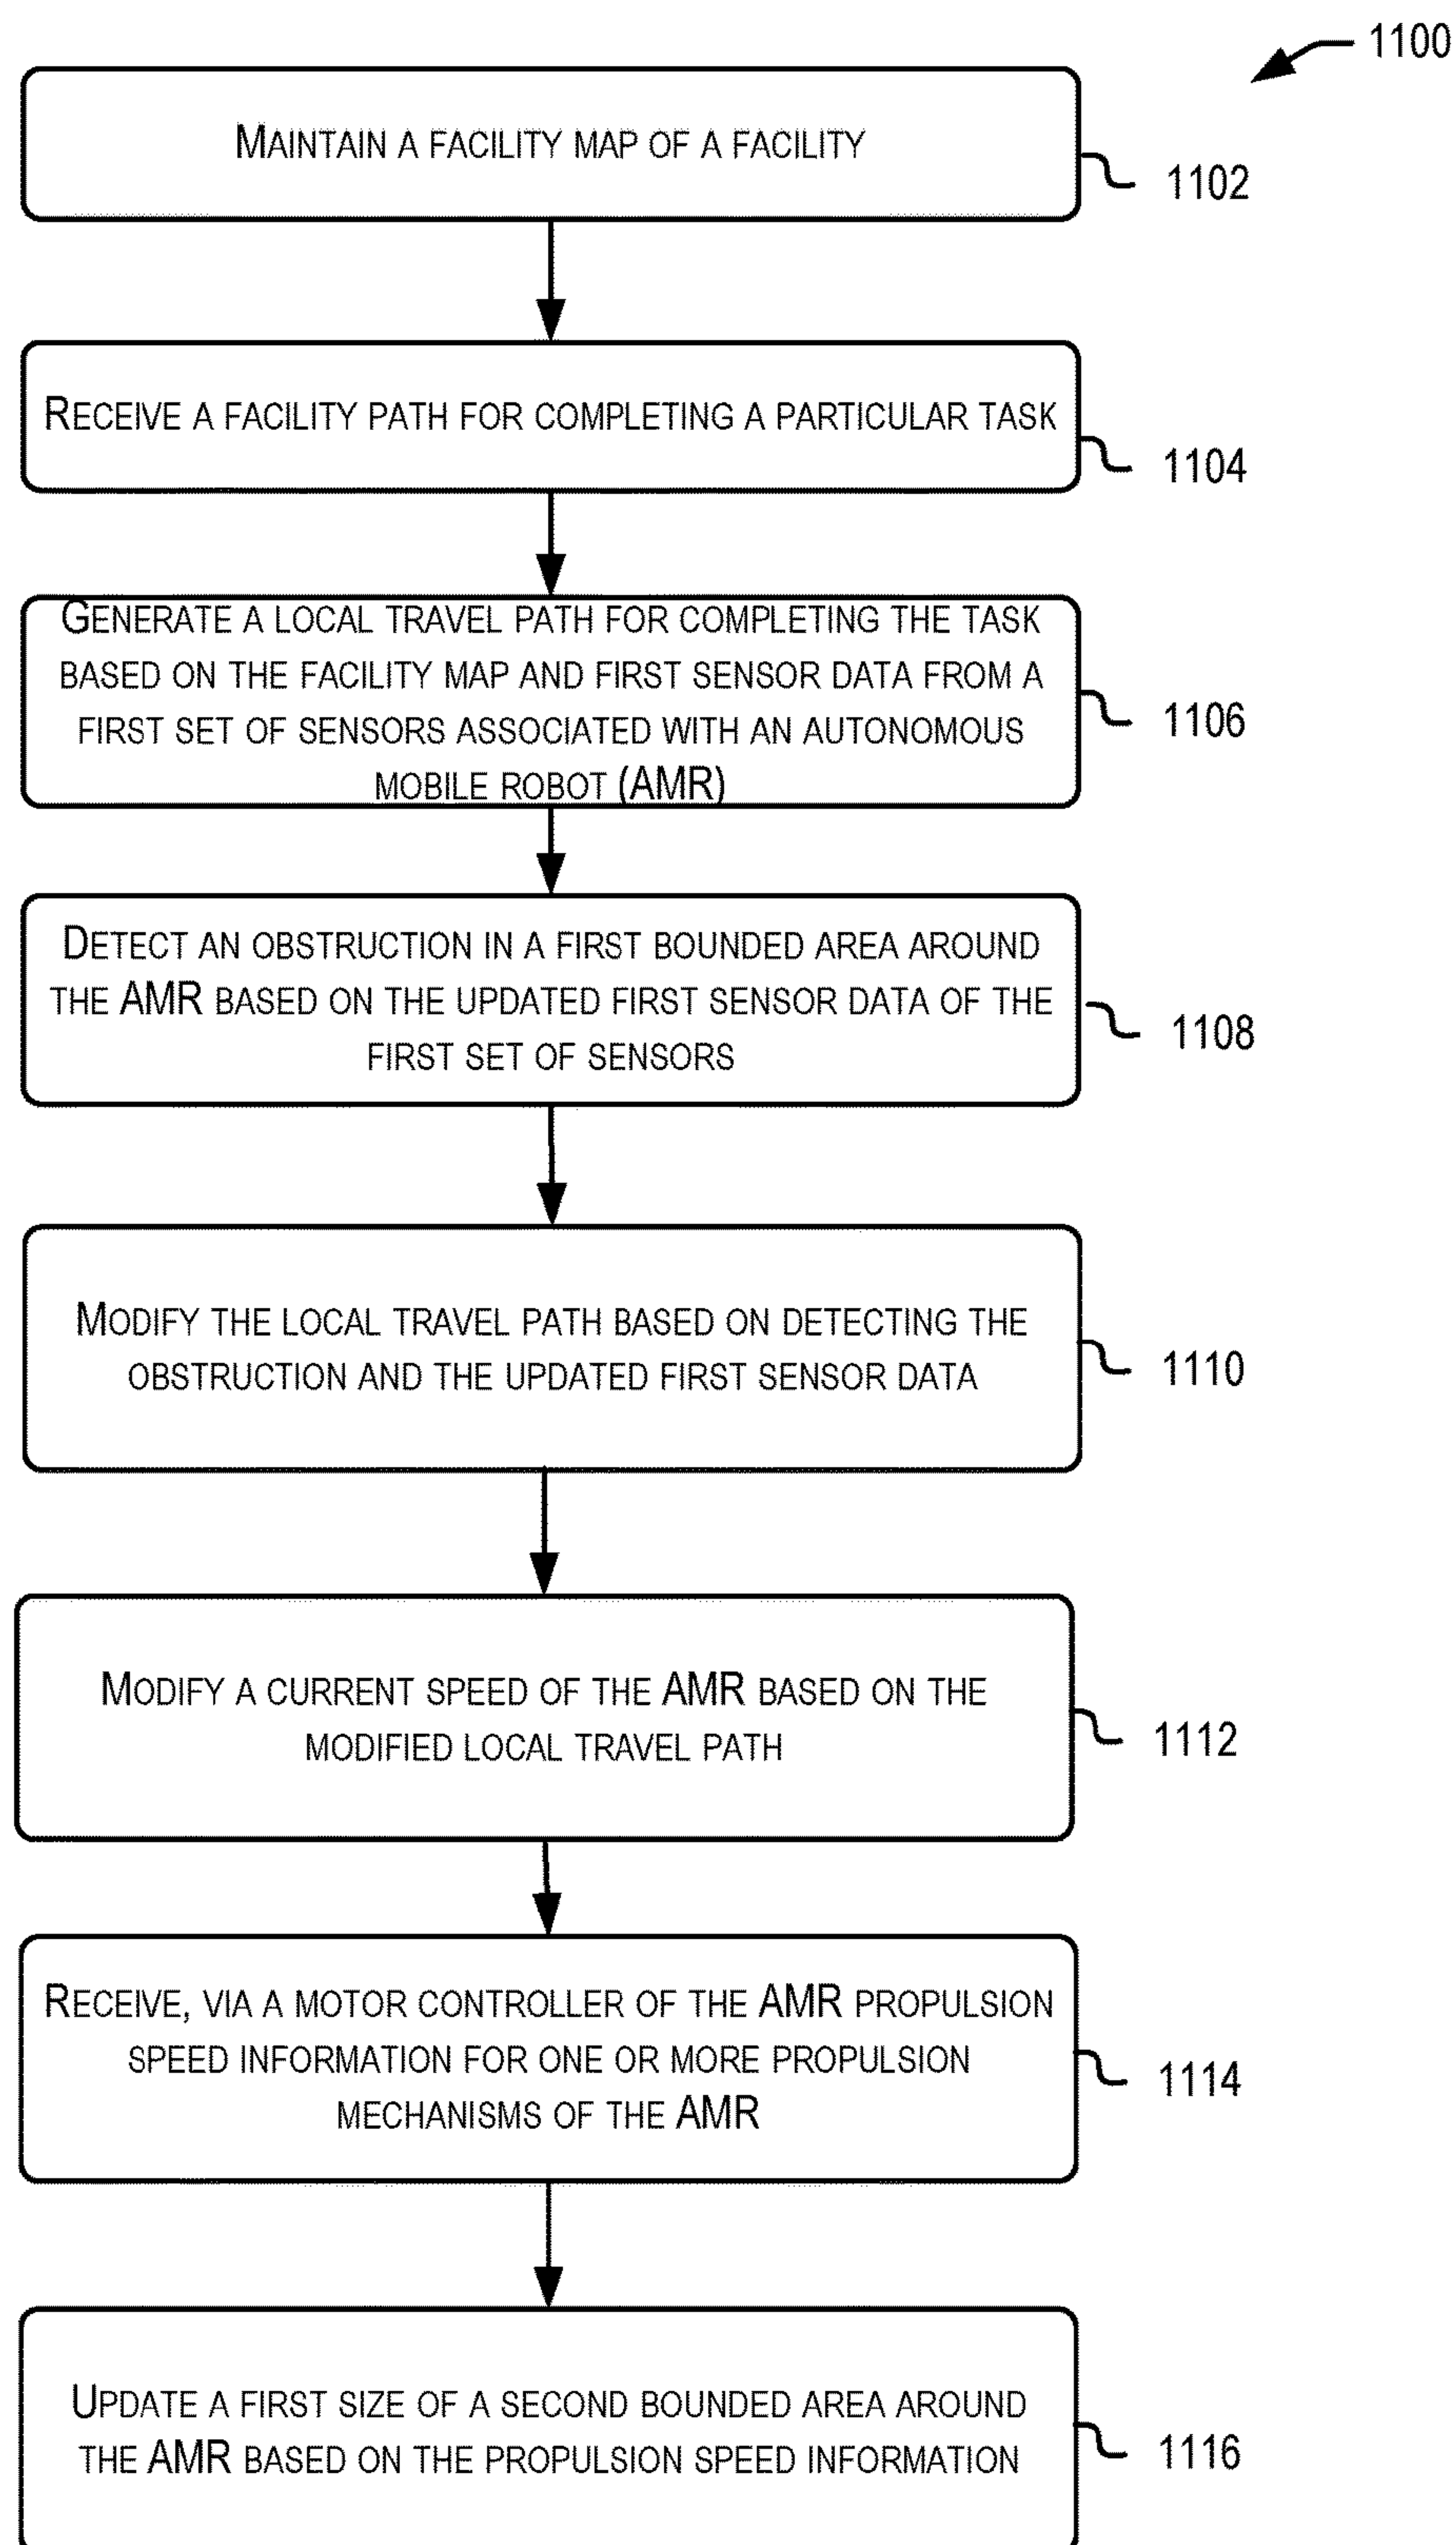 1100
MAINTAIN A FACILITY MAP OF A FACILITY
1102
RECEIVE A FACILITY PATH FOR COMPLETING A PARTICULAR TASK
1104
GENERATE A LOCAL TRAVEL PATH FOR COMPLETING THE TASK
BASED ON THE FACILITY MAP AND FIRST SENSOR DATA FROM A
FIRST SET OF SENSORS ASSOCIATED WITH AN AUTONOMOUS
MOBILE ROBOT (AMR)
1106
DETECT AN OBSTRUCTION IN A FIRST BOUNDED AREA AROUND
THE AMR BASED ON THE UPDATED FIRST SENSOR DATA OF THE
FIRST SET OF SENSORS
1108
MODIFY THE LOCAL TRAVEL PATH BASED ON DETECTING THE
OBSTRUCTION AND THE UPDATED FIRST SENSOR DATA
1110
MODIFY A CURRENT SPEED OF THE AMR BASED ON THE
MODIFIED LOCAL TRAVEL PATH
1112
RECEIVE, VIA A MOTOR CONTROLLER OF THE AMR PROPULSION
SPEED INFORMATION FOR ONE OR MORE PROPULSION
MECHANISMS OF THE AMR
1114
UPDATE A FIRST SIZE OF A SECOND BOUNDED AREA AROUND
THE AMR BASED ON THE PROPULSION SPEED INFORMATION
1116